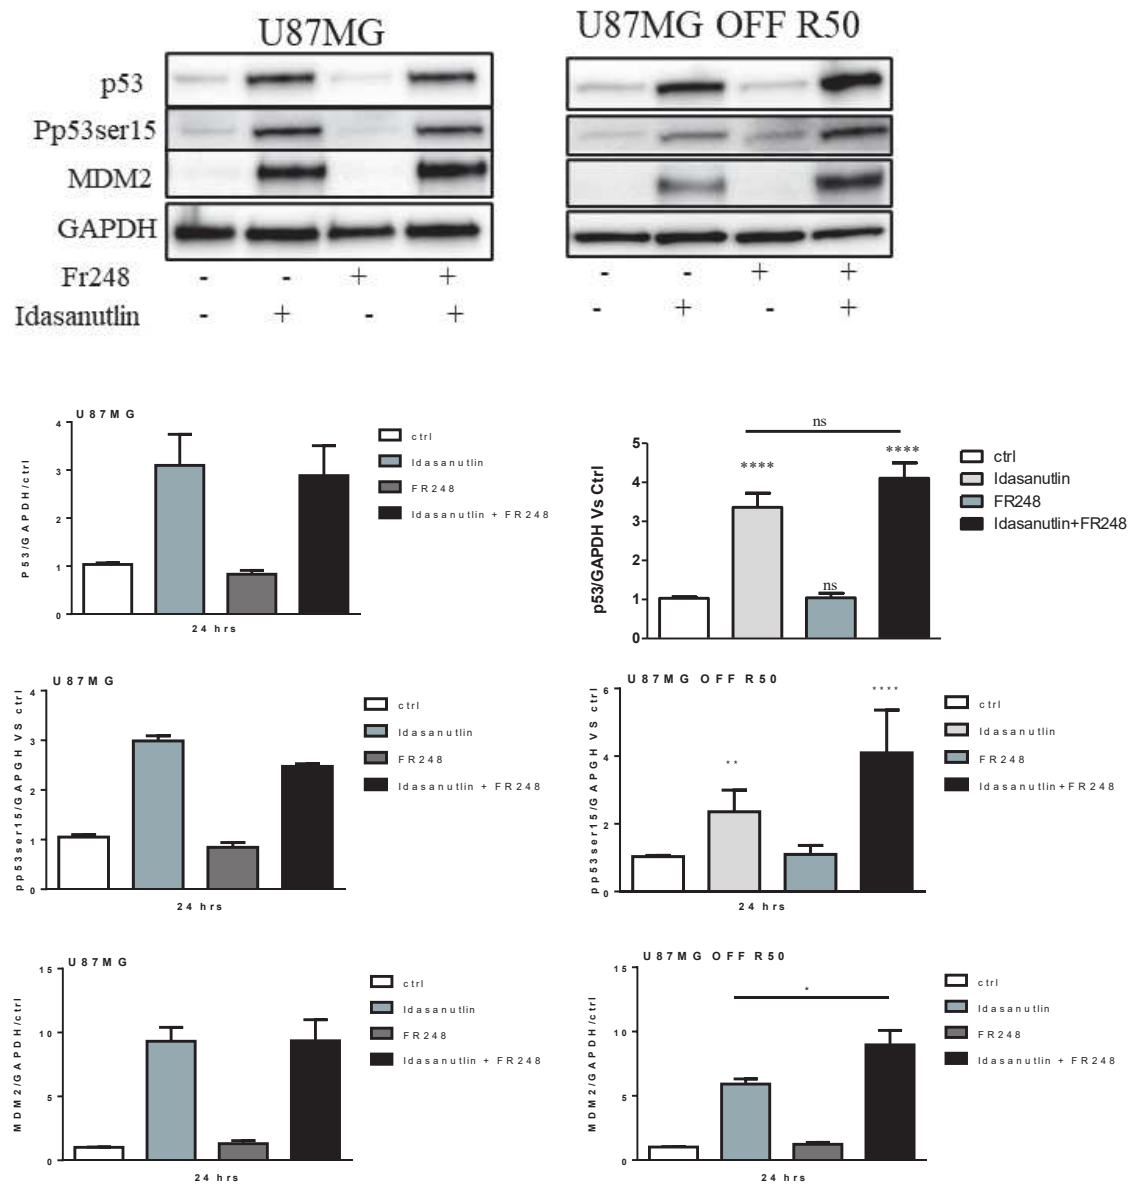 U87MG
U87MG OFF R50
p53
Pp53ser15
MDM2
GAPDH
Fr248 - - + + - - + +
Idasanutlin - + - + - + - +
U87MG
P53/GAPDH/ctrl
4
3
2
1
0
24 hrs
ctrl
Idasanutlin
FR248
Idasanutlin + FR248
p53/GAPDH Vs Ctrl
5
4
3
2
1
0
ns
****
ns
****
ctrl
Idasanutlin
FR248
Idasanutlin+FR248
U87MG
pp53ser15/GAPGH VS ctrl
4
3
2
1
0
24 hrs
ctrl
Idasanutlin
FR248
Idasanutlin + FR248
U87MG OFF R50
pp53ser15/GAPGH VS ctrl
6
4
2
0
**
****
24 hrs
ctrl
Idasanutlin
FR248
Idasanutlin+FR248
U87MG
MDM2/GAPDH/ctrl
15
10
5
0
24 hrs
ctrl
Idasanutlin
FR248
Idasanutlin + FR248
U87MG OFF R50
MDM2/GAPDH/ctrl
15
10
5
0
*
24 hrs
ctrl
Idasanutlin
FR248
Idasanutlin + FR248